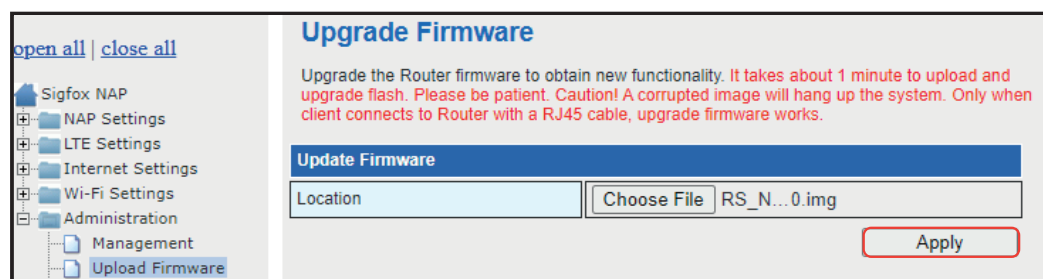 open all | close all
Sigfox NAP
NAP Settings
LTE Settings
Internet Settings
Wi-Fi Settings
Administration
Management
Upload Firmware
Upgrade Firmware
Upgrade the Router firmware to obtain new functionality. It takes about 1 minute to upload and
upgrade flash. Please be patient. Caution! A corrupted image will hang up the system. Only when
client connects to Router with a RJ45 cable, upgrade firmware works.
Update Firmware
Location Choose File RS_N...0.img
Apply